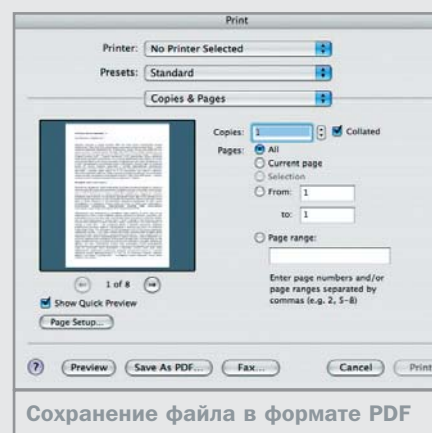 Print
Printer: No Printer Selected
Presets: Standard
Copies & Pages
Copies: 1 Collated
Pages: All
Current page
Selection
From: 1
to: 1
Page range:
Enter page numbers and/or
page ranges separated by
commas (e.g. 2, 5-8)
1 of 8
Show Quick Preview
Page Setup...
? Preview Save As PDF... Fax... Cancel Print
Сохранение файла в формате PDF